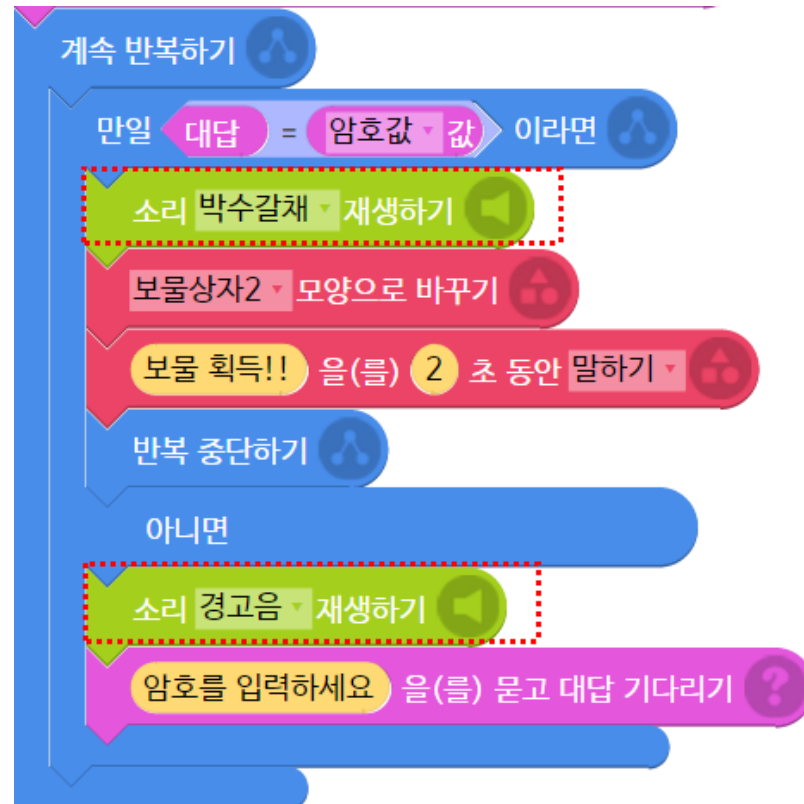 계속 반복하기
만일 대답 = 암호값 값 이라면
소리 박수갈채 재생하기
보물상자2 모양으로 바꾸기
보물 획득!! 을(를) 2 초 동안 말하기
반복 중단하기
아니면
소리 경고음 재생하기
암호를 입력하세요 을(를) 묻고 대답 기다리기 ?